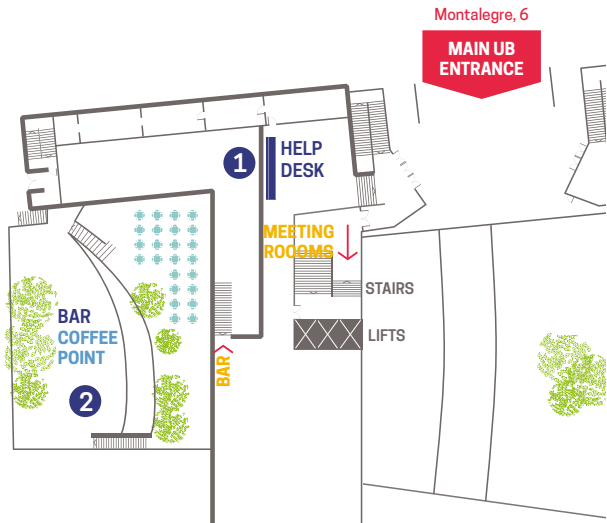 Montalegre, 6
MAIN UB
ENTRANCE
1
HELP
DESK
MEETING
ROOOMS
STAIRS
LIFTS
BAR
BAR
COFFEE
POINT
2